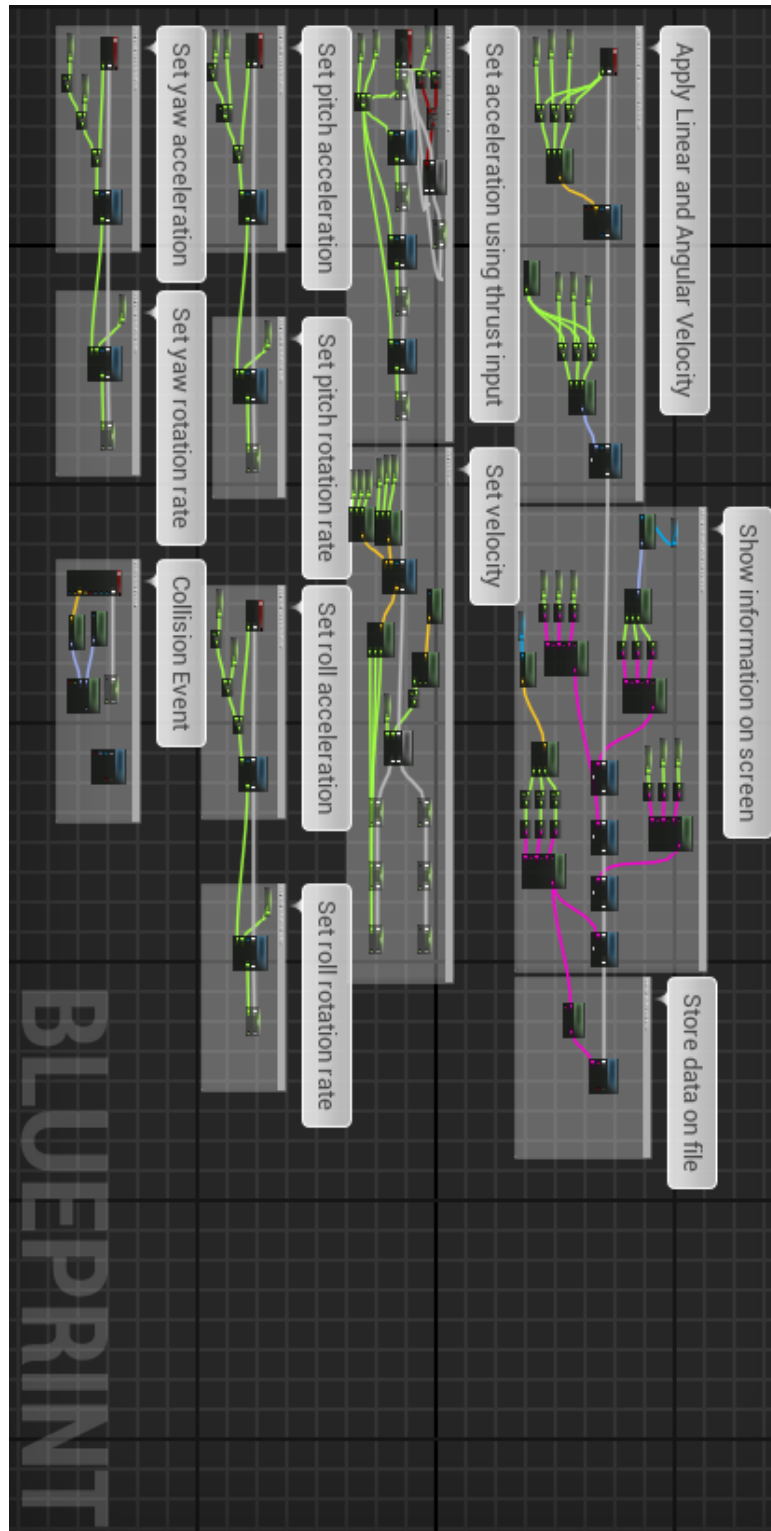 Apply Linear and Angular Velocity
Show information on screen
Store data on file
Set acceleration using thrust input
Set velocity
Set pitch acceleration
Set pitch rotation rate
Set roll acceleration
Set roll rotation rate
Set yaw acceleration
Set yaw rotation rate
Collision Event
BLUEPRINT